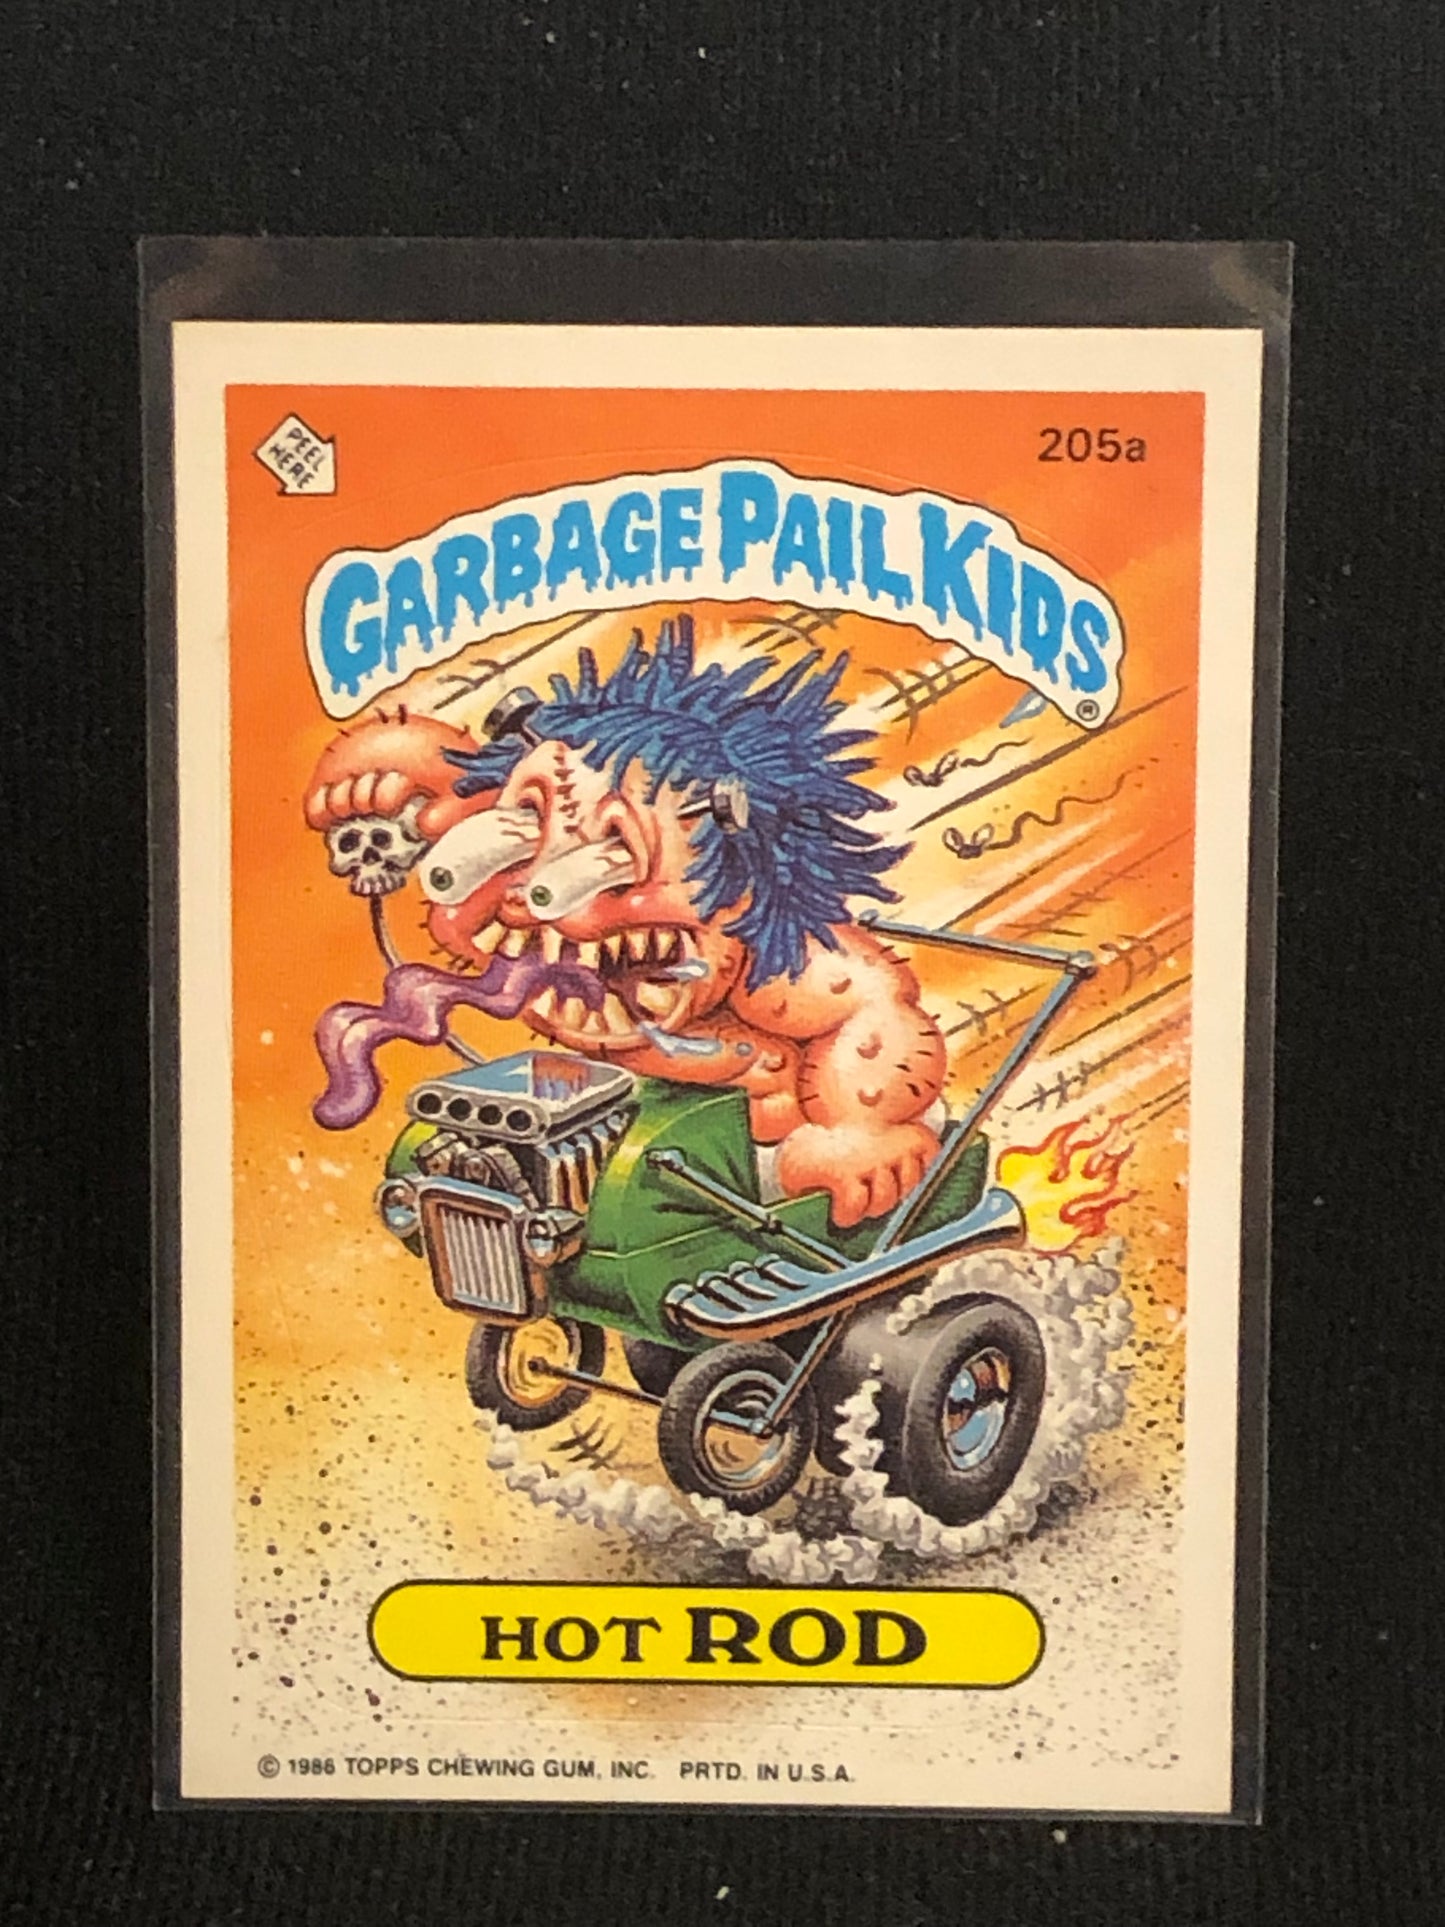 PEEL
HERE
205a
GARBAGE PAIL KIDS
®
HOT ROD
© 1986 TOPPS CHEWING GUM, INC. PRTD. IN U.S.A.